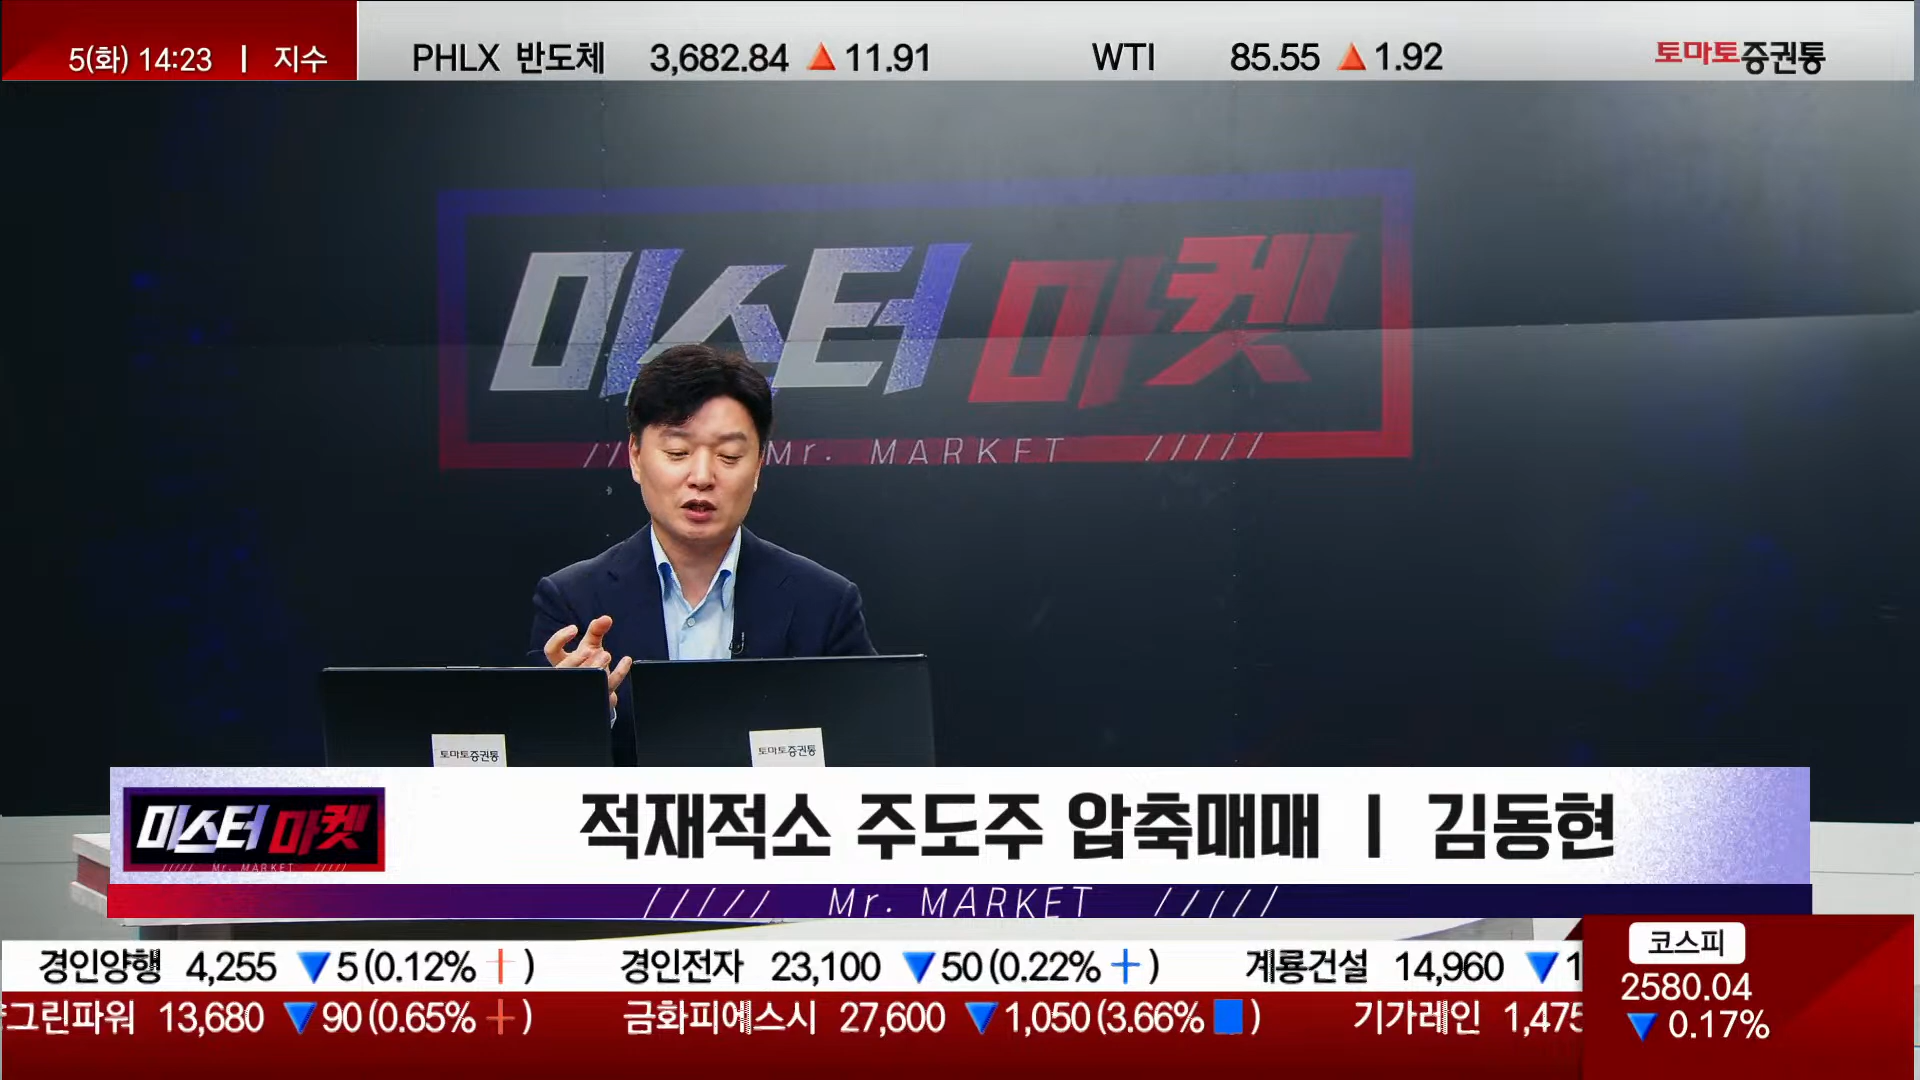 5(화) 14:23 | 지수 PHLX 반도체 3,682.84 ▲ 11.91 WTI 85.55 ▲ 1.92 토마토증권통
미스터 마켓
Mr. MARKET
토마토증권통 토마토증권통
미스터 마켓 적재적소 주도주 압축매매 | 김동현
///// Mr. MARKET /////
///// Mr. MARKET /////
경인양행 4,255 ▼ 5 (0.12% +) 경인전자 23,100 ▼ 50 (0.22% +) 계룡건설 14,960 ▼ 1
그린파워 13,680 ▼ 90 (0.65% +) 금화피에스시 27,600 ▼ 1,050 (3.66% ■) 기가레인 1,475
코스피
2580.04
▼ 0.17%